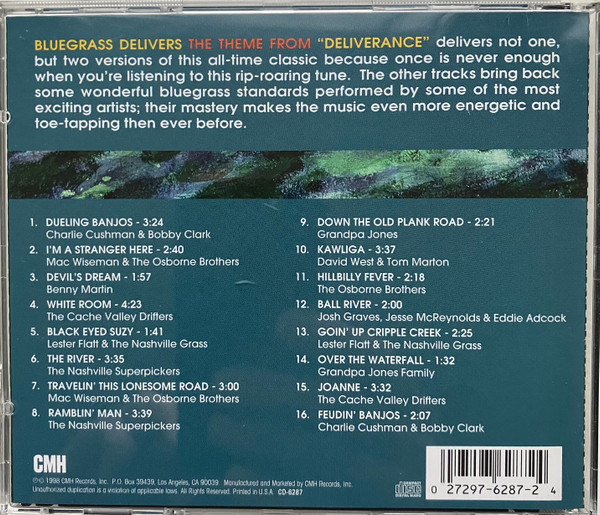 BLUEGRASS DELIVERS THE THEME FROM "DELIVERANCE" delivers not one,
but two versions of this all-time classic because once is never enough
when you're listening to this rip-roaring tune. The other tracks bring back
some wonderful bluegrass standards performed by some of the most
exciting artists; their mastery makes the music even more energetic and
toe-tapping then ever before.
1. DUELING BANJOS - 3:24
Charlie Cushman & Bobby Clark
2. I'M A STRANGER HERE - 2:40
Mac Wiseman & The Osborne Brothers
3. DEVIL'S DREAM - 1:57
Benny Martin
4. WHITE ROOM - 4:23
The Cache Valley Drifters
5. BLACK EYED SUZY - 1:41
Lester Flatt & The Nashville Grass
6. THE RIVER - 3:35
The Nashville Superpickers
7. TRAVELIN' THIS LONESOME ROAD - 3:00
Mac Wiseman & The Osborne Brothers
8. RAMBLIN' MAN - 3:39
The Nashville Superpickers
9. DOWN THE OLD PLANK ROAD - 2:21
Grandpa Jones
10. KAWLIGA - 3:37
David West & Tom Marton
11. HILLBILLY FEVER - 2:18
The Osborne Brothers
12. BALL RIVER - 2:00
Josh Graves, Jesse McReynolds & Eddie Adcock
13. GOIN' UP CRIPPLE CREEK - 2:25
Lester Flatt & The Nashville Grass
14. OVER THE WATERFALL - 1:32
Grandpa Jones Family
15. JOANNE - 3:32
The Cache Valley Drifters
16. FEUDIN' BANJOS - 2:07
Charlie Cushman & Bobby Clark
CMH
℗© 1998 CMH Records, Inc. P.O. Box 39439, Los Angeles, CA 90039. Manufactured and Marketed by CMH Records, Inc.
Unauthorized duplication is a violation of applicable laws. All Rights Reserved. Printed in U.S.A. CD-6287
COMPACT
disc
DIGITAL AUDIO
0 27297-6287-2 4